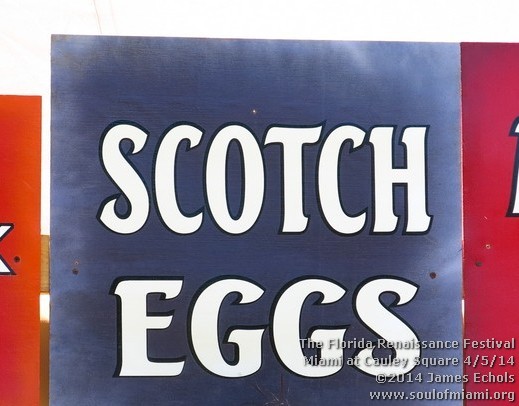 SCOTCH
EGGS
The Florida Renaissance Festival
Miami at Cauley Square 4/5/14
©2014 James Echols
www.soulofmiami.org